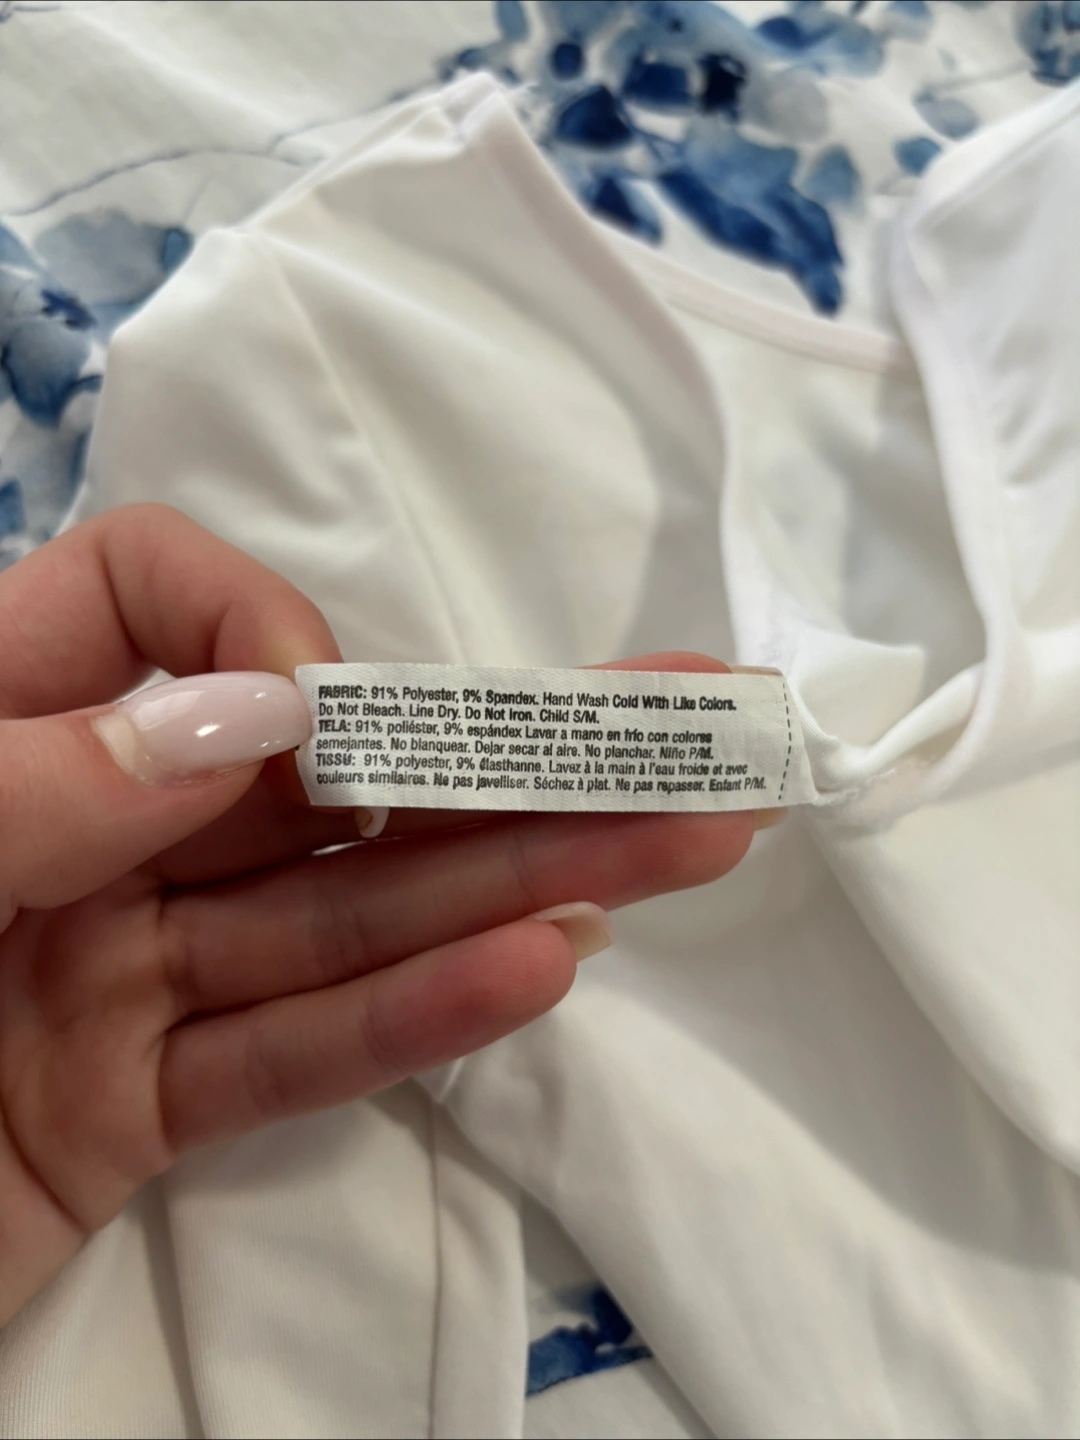 FABRIC: 91% Polyester, 9% Spandex. Hand Wash Cold With Like Colors.
Do Not Bleach. Line Dry. Do Not Iron. Child S/M.
TELA: 91% poliéster, 9% espándex Lavar a mano en frío con colores
semejantes. No blanquear. Dejar secar al aire. No planchar. Niño P/M.
TISSU: 91% polyester, 9% élasthanne. Lavez à la main à l'eau froide et avec
couleurs similaires. Ne pas javelliser. Séchez à plat. Ne pas repasser. Enfant P/M.